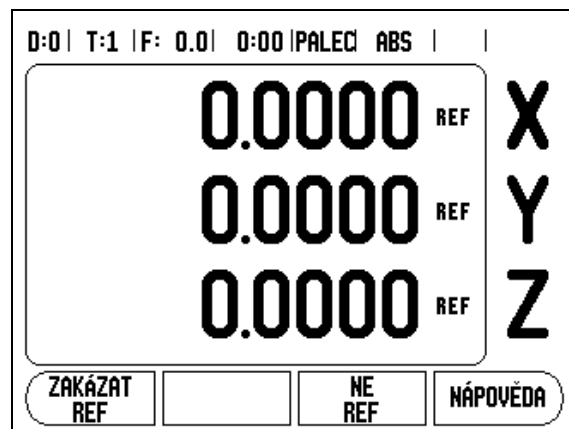 D:0 | T:1 | F: 0.0 | 0:00 | PALEC | ABS | |
0.0000 REF X
0.0000 REF Y
0.0000 REF Z
ZAKÁZAT
REF
NE
REF
NÁPOVĚDA